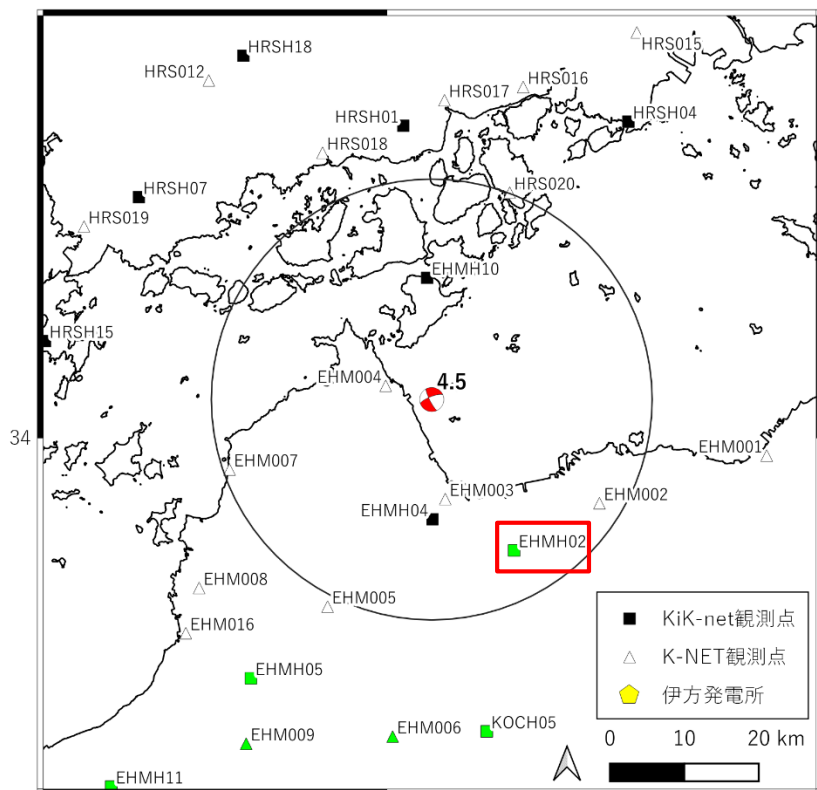 HRSH18
HRS015
HRS012
HRS016
HRS017
HRSH01
HRSH04
HRS018
HRSH07
HRS020
HRS019
EHMH10
HRSH15
EHM004
4.5
34
EHM007
EHM001
EHM003
EHM002
EHMH04
EHMH02
EHM008
EHM005
EHM016
EHMH05
EHM009
EHM006
KOCH05
EHMH11
KiK-net観測点
K-NET観測点
伊方発電所
0 10 20 km